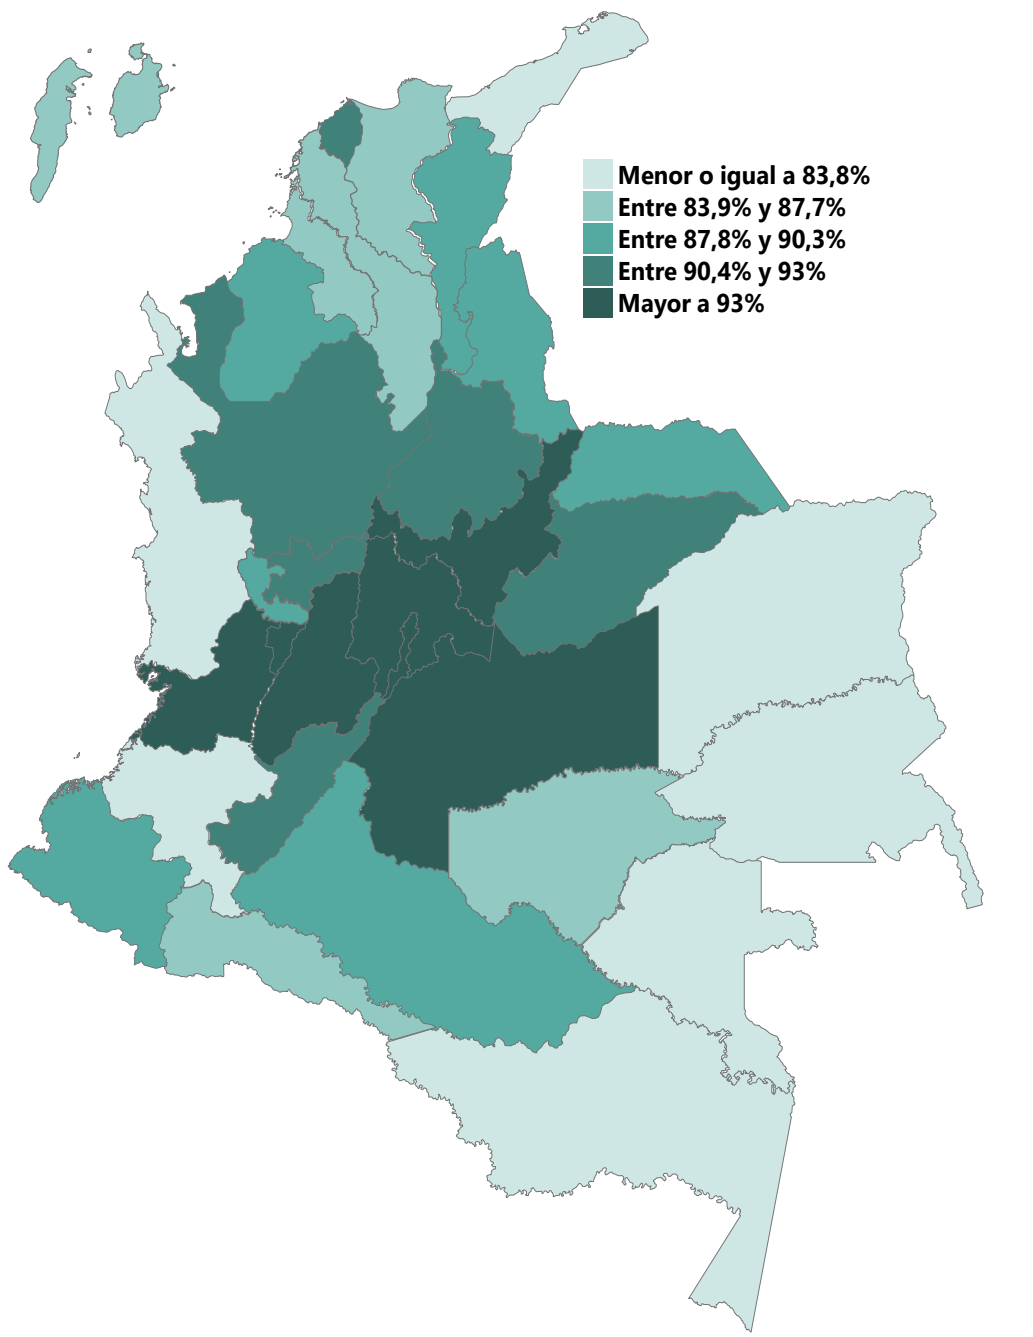 Menor o igual a 83,8%
Entre 83,9% y 87,7%
Entre 87,8% y 90,3%
Entre 90,4% y 93%
Mayor a 93%